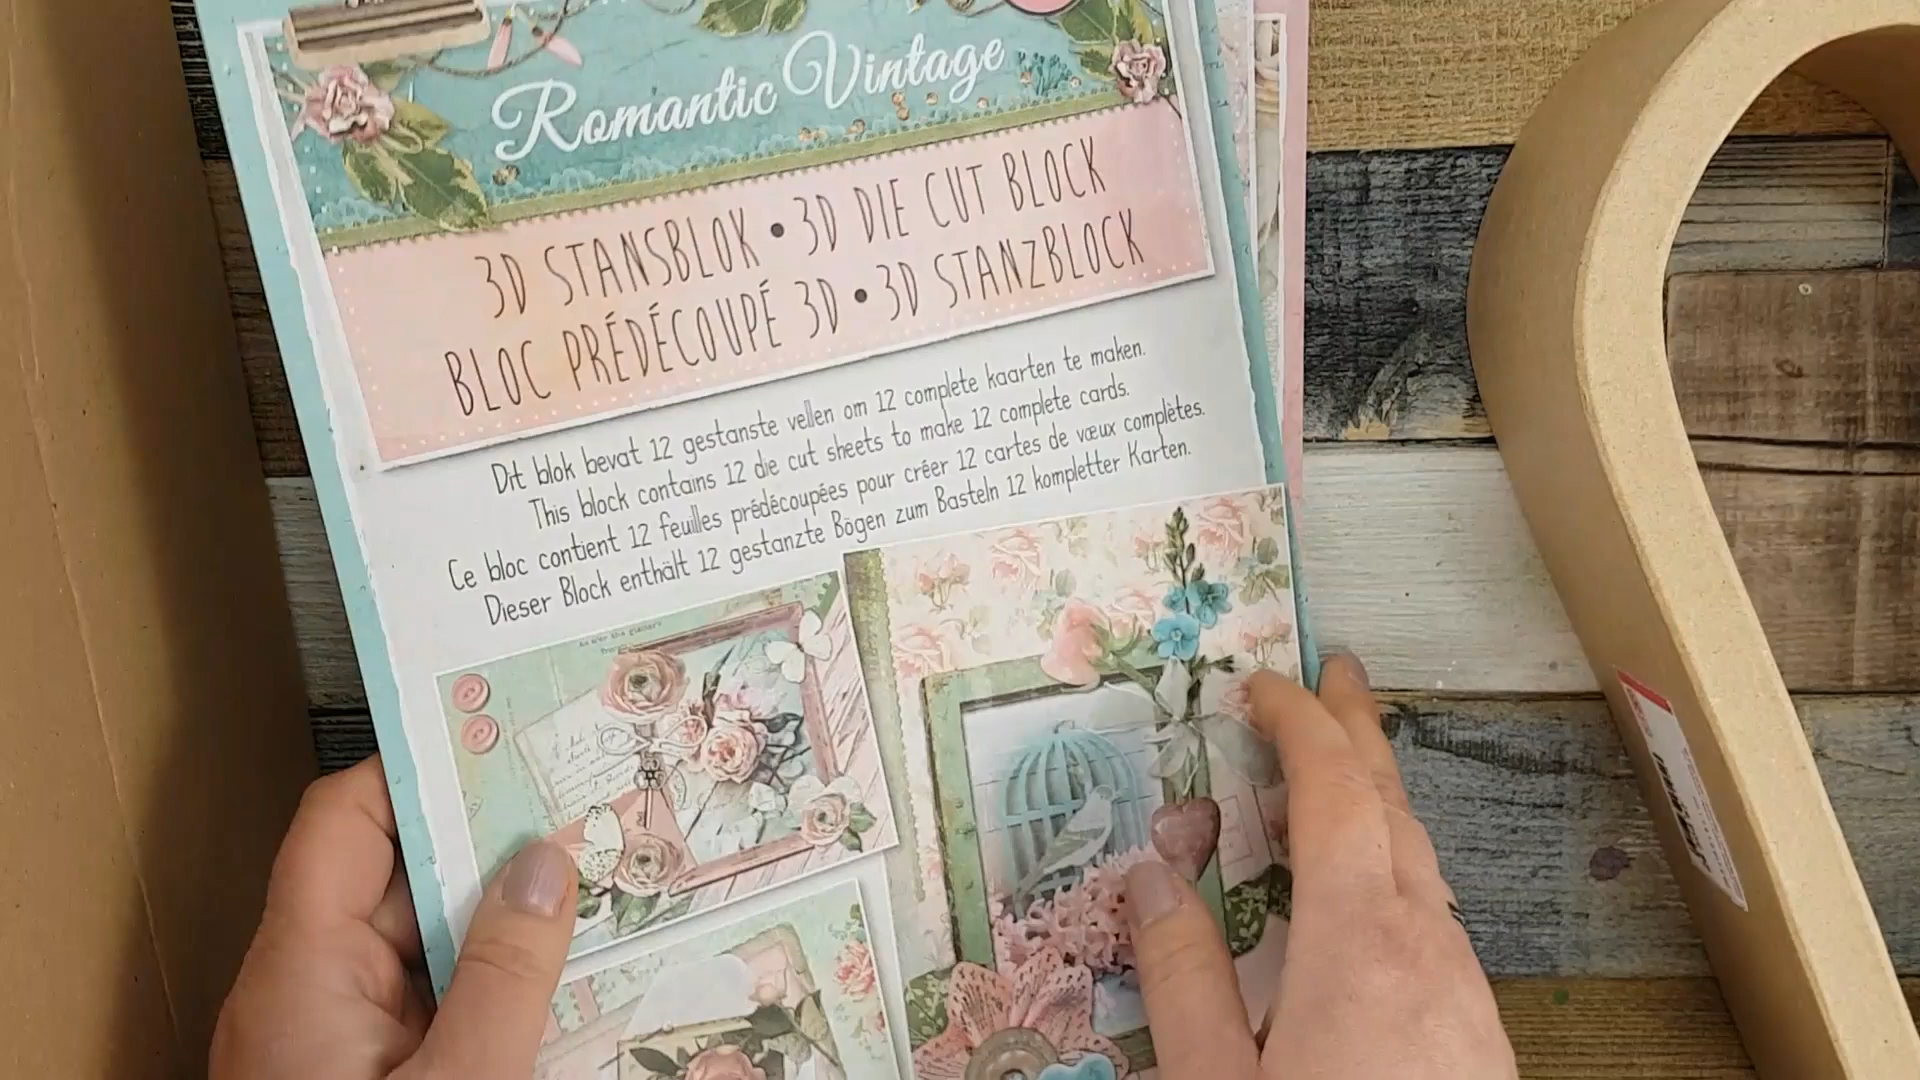 Romantic Vintage
3D STANSBLOK • 3D DIE CUT BLOCK
BLOC PRÉDÉCOUPÉ 3D • 3D STANZBLOCK
Dit blok bevat 12 gestanste vellen om 12 complete kaarten te maken.
This block contains 12 die cut sheets to make 12 complete cards.
Ce bloc contient 12 feuilles prédécoupées pour créer 12 cartes de vœux complètes.
Dieser Block enthält 12 gestanzte Bögen zum Basteln 12 kompletter Karten.